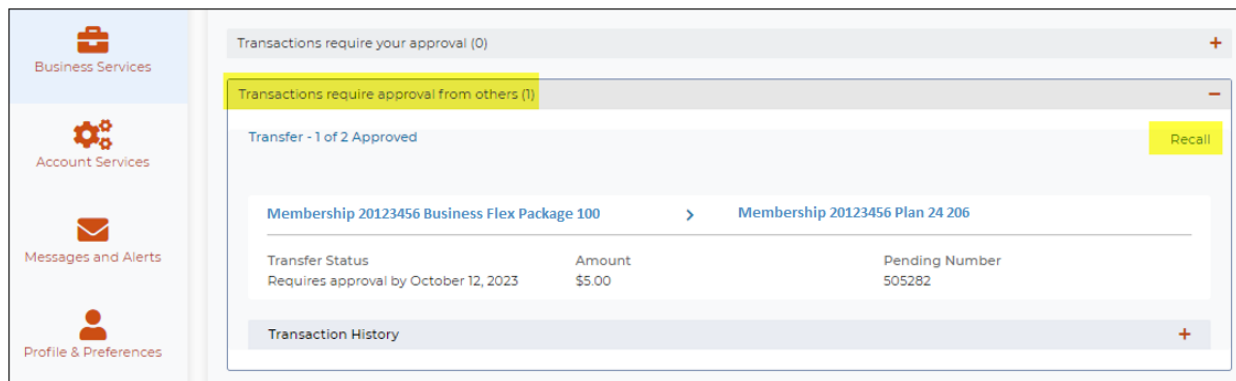 Business Services
Account Services
Messages and Alerts
Profile & Preferences
Transactions require your approval (0)
+
Transactions require approval from others (1)
−
Transfer - 1 of 2 Approved
Recall
Membership 20123456 Business Flex Package 100 > Membership 20123456 Plan 24 206
Transfer Status Amount Pending Number
Requires approval by October 12, 2023 $5.00 505282
Transaction History +